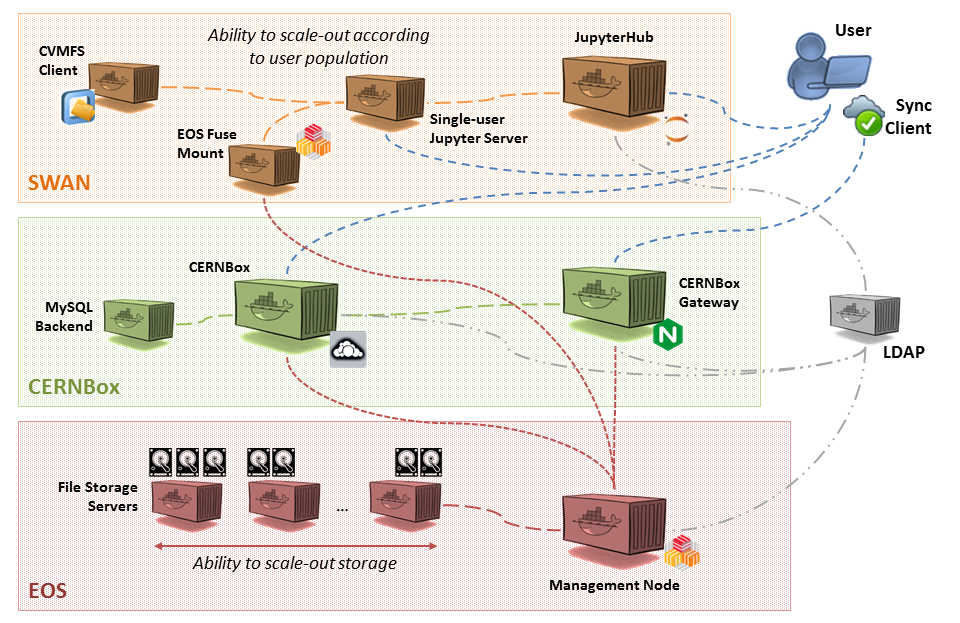 Ability to scale-out according
to user population
CVMFS
Client
JupyterHub
User
Sync
Client
Single-user
Jupyter Server
EOS Fuse
Mount
SWAN
CERNBox
CERNBox
Gateway
MySQL
Backend
N
LDAP
CERNBox
File Storage
Servers
...
Ability to scale-out storage
Management Node
EOS